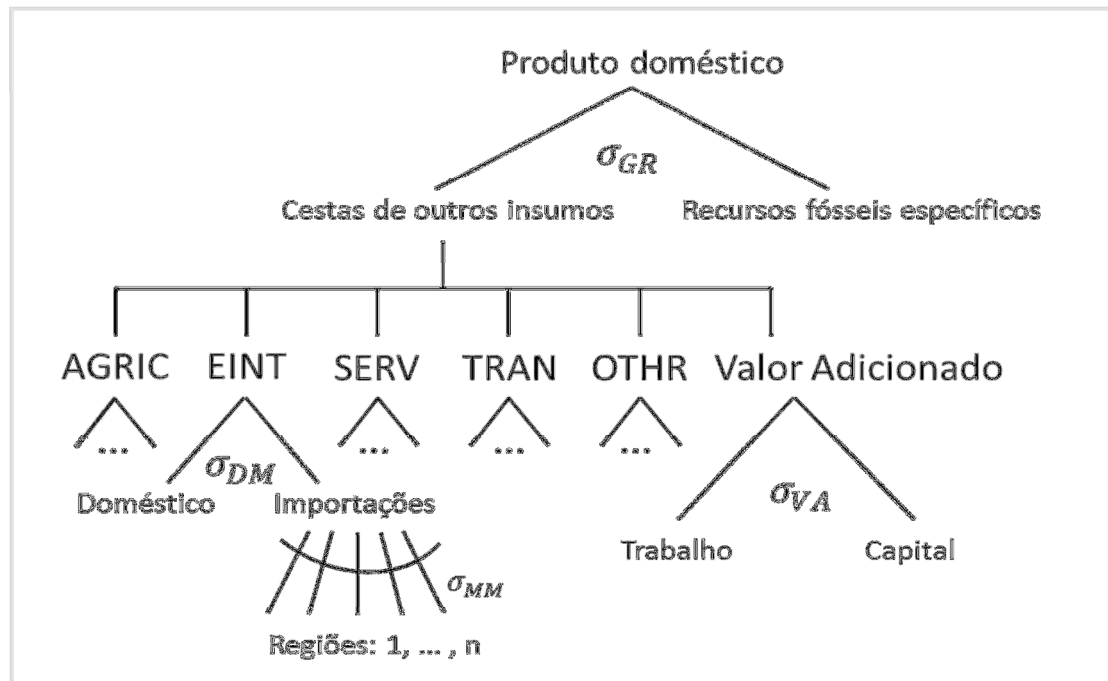 Produto doméstico
σGR
Cestas de outros insumos Recursos fósseis específicos
AGRIC EINT SERV TRAN OTHR Valor Adicionado
... ... ... ...
σDM
Doméstico Importações σVA
Trabalho Capital
σMM
Regiões: 1, ... , n